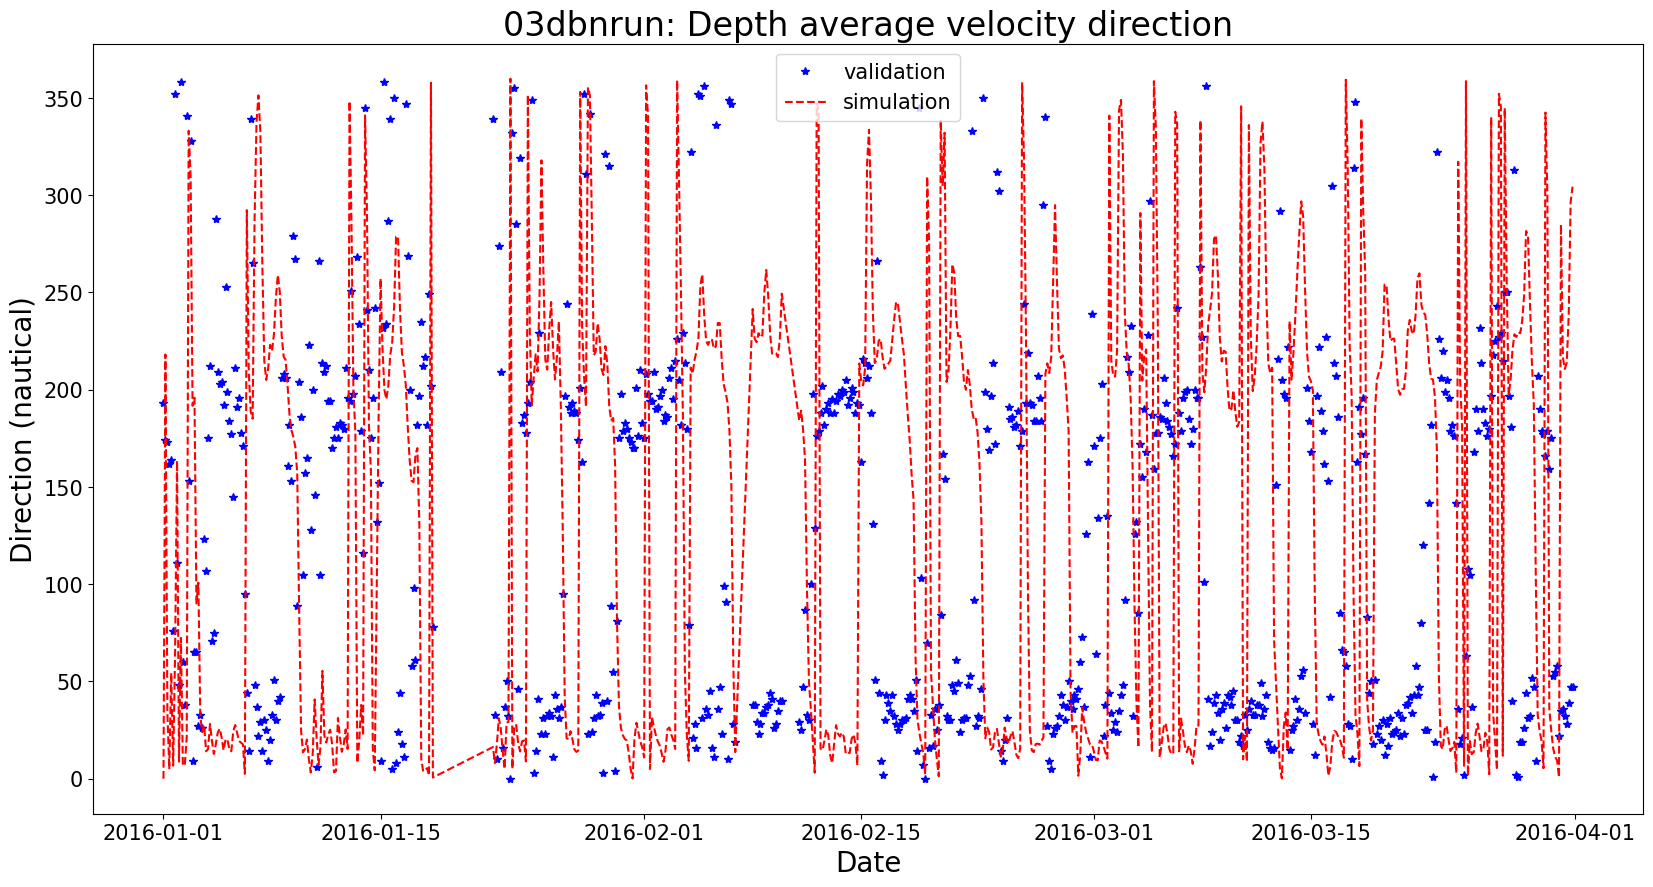 03dbnrun: Depth average velocity direction
validation
simulation
Direction (nautical)
350
300
250
200
150
100
50
0
2016-01-01 2016-01-15 2016-02-01 2016-02-15 2016-03-01 2016-03-15 2016-04-01
Date